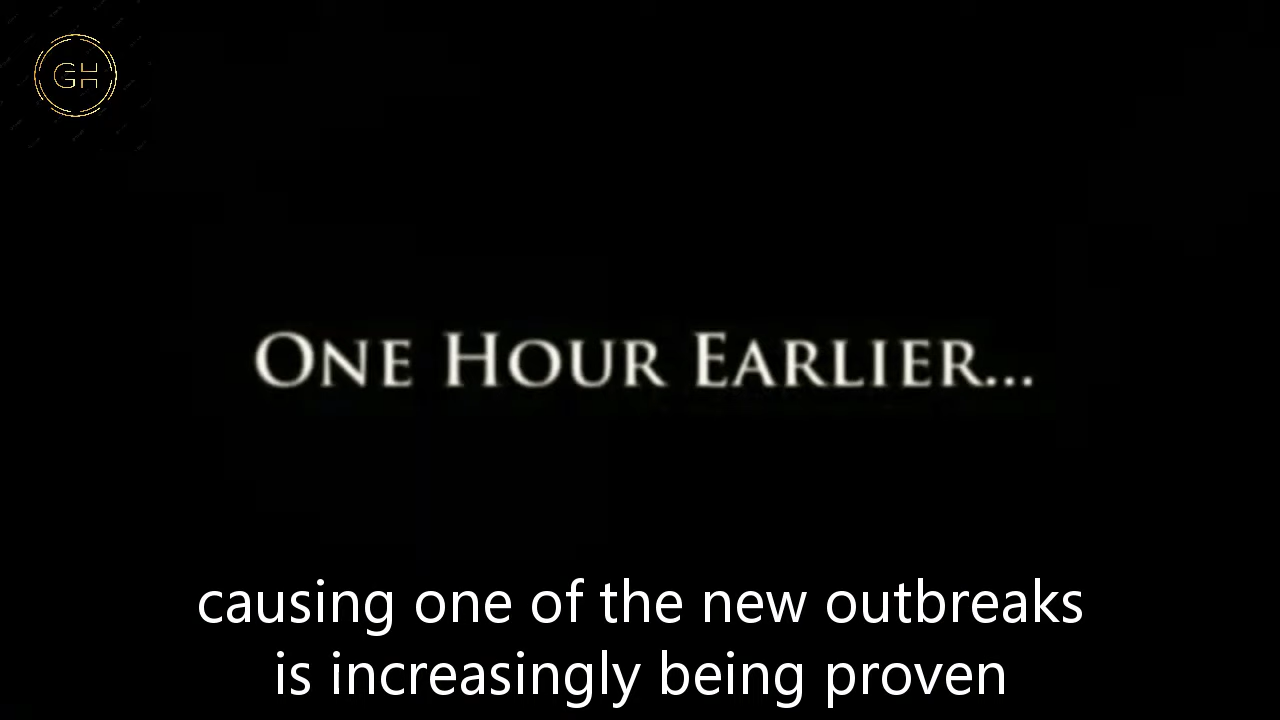 GH
ONE HOUR EARLIER...
causing one of the new outbreaks
is increasingly being proven